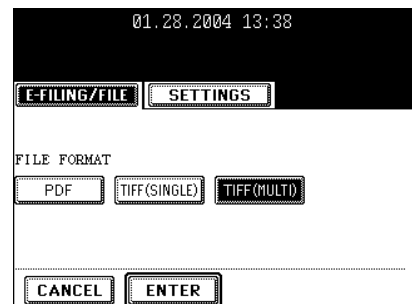 01.28.2004 13:38
E-FILING/FILE SETTINGS
FILE FORMAT
PDF TIFF(SINGLE) TIFF(MULTI)
CANCEL ENTER